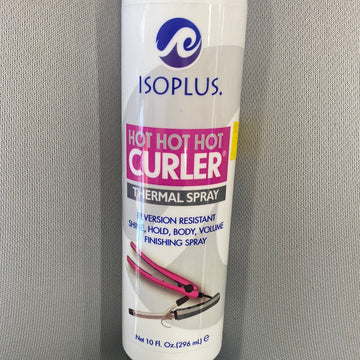 ISOPLUS.
HOT HOT HOT
CURLER®
THERMAL SPRAY
REVERSION RESISTANT
SHINE, HOLD, BODY, VOLUME
FINISHING SPRAY
Net 10 Fl. Oz. (296 mL) ℮